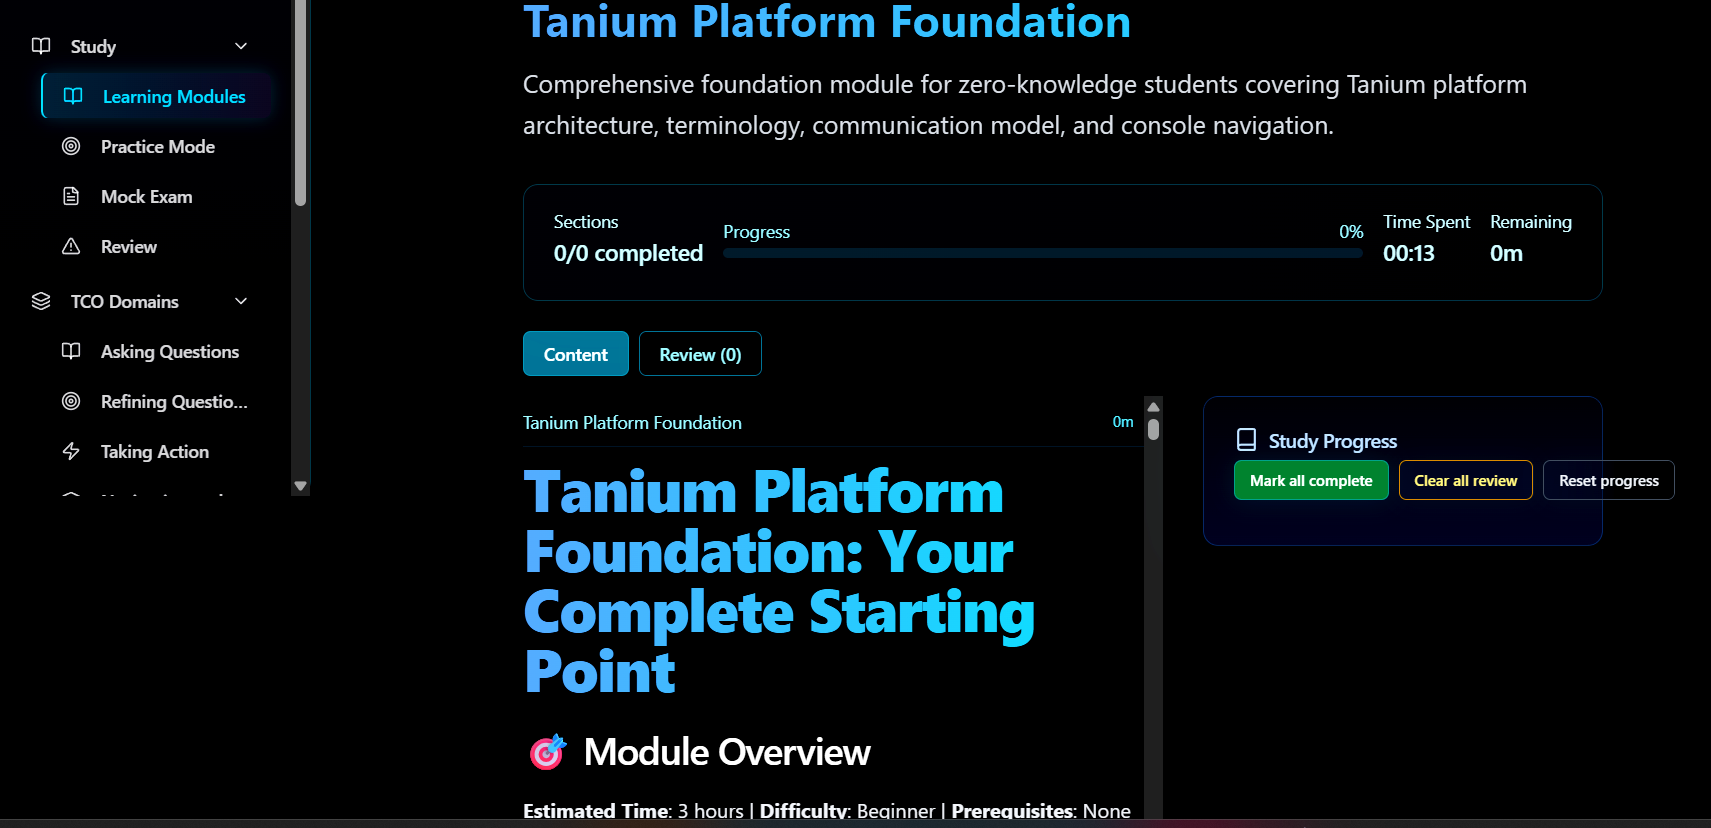 Study
Learning Modules
Practice Mode
Mock Exam
Review
TCO Domains
Asking Questions
Refining Questio...
Taking Action
Tanium Platform Foundation
Comprehensive foundation module for zero-knowledge students covering Tanium platform
architecture, terminology, communication model, and console navigation.
Sections
0/0 completed
Progress
0%
Time Spent
00:13
Remaining
0m
Content
Review (0)
Tanium Platform Foundation
0m
Tanium Platform
Foundation: Your
Complete Starting
Point
🎯 Module Overview
Estimated Time: 3 hours | Difficulty: Beginner | Prerequisites: None
Study Progress
Mark all complete
Clear all review
Reset progress